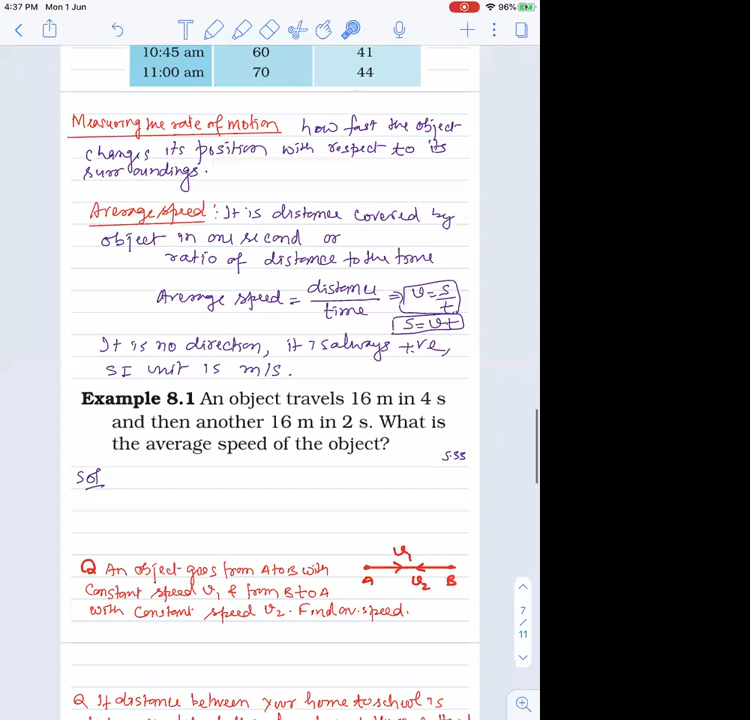 4:37 PM Mon 1 Jun
96%
10:45 am 60 41
11:00 am 70 44
Measuring the rate of motion how fast the object
changes its position with respect to its
surroundings.
Average speed: It is distance covered by
object in one second or
ratio of distance to the time
Average speed = distance/time ⇒ v = s/t
s = vt
It is no direction, it is always +ve,
SI unit is m/s.
Example 8.1 An object travels 16 m in 4 s
and then another 16 m in 2 s. What is
the average speed of the object?
5.33
Sol
Q An object goes from A to B with
constant speed v₁ & from B to A
with constant speed v₂. Find av. speed.
v₁
A v₂ B
7
/
11
Q If distance between your home to school is